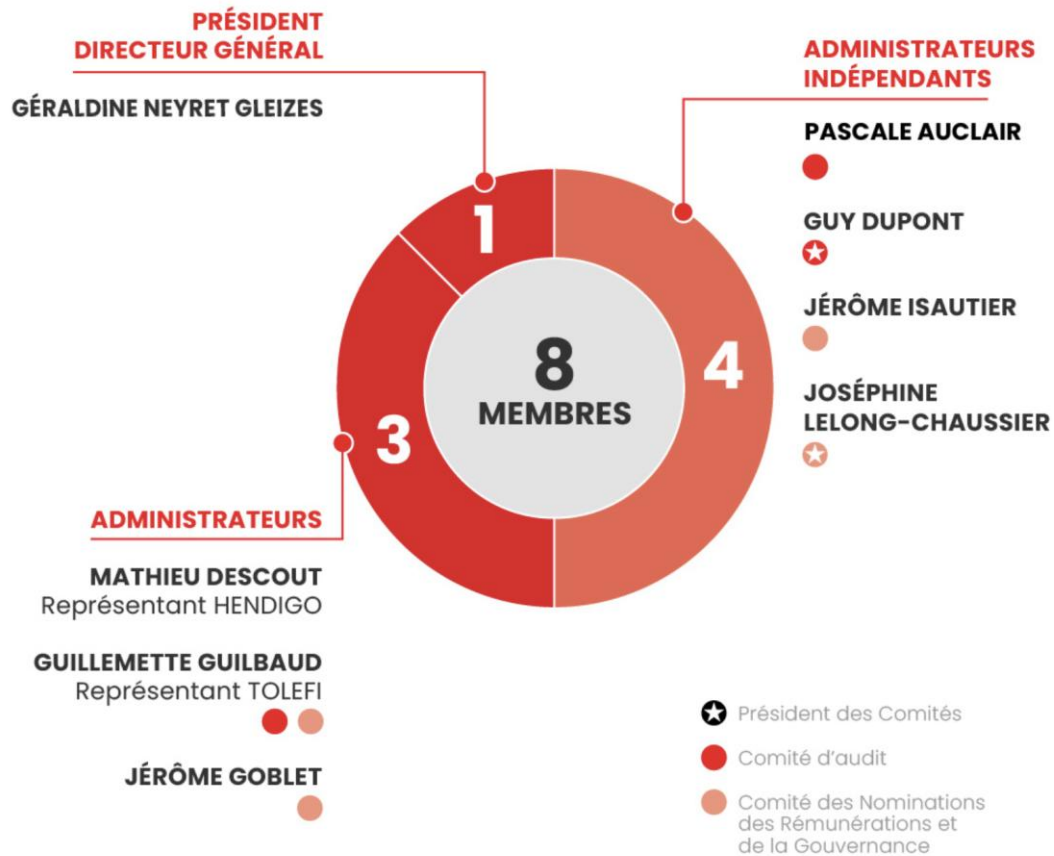 PRÉSIDENT
DIRECTEUR GÉNÉRAL
GÉRALDINE NEYRET GLEIZES
ADMINISTRATEURS
INDÉPENDANTS
PASCALE AUCLAIR
GUY DUPONT
JÉRÔME ISAUTIER
JOSÉPHINE
LELONG-CHAUSSIER
1
4
3
8
MEMBRES
ADMINISTRATEURS
MATHIEU DESCOUT
Représentant HENDIGO
GUILLEMETTE GUILBAUD
Représentant TOLEFI
JÉRÔME GOBLET
Président des Comités
Comité d'audit
Comité des Nominations
des Rémunérations et
de la Gouvernance